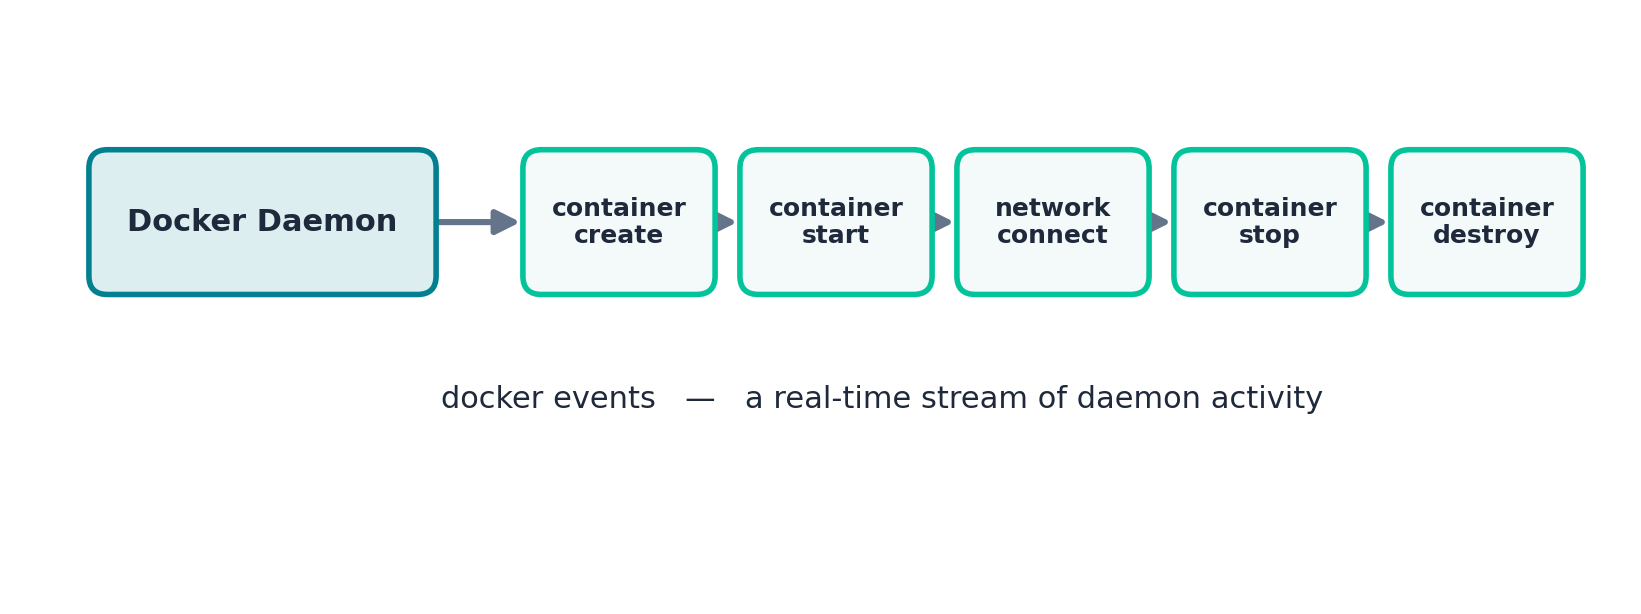 Docker Daemon
container
create
container
start
network
connect
container
stop
container
destroy
docker events — a real-time stream of daemon activity